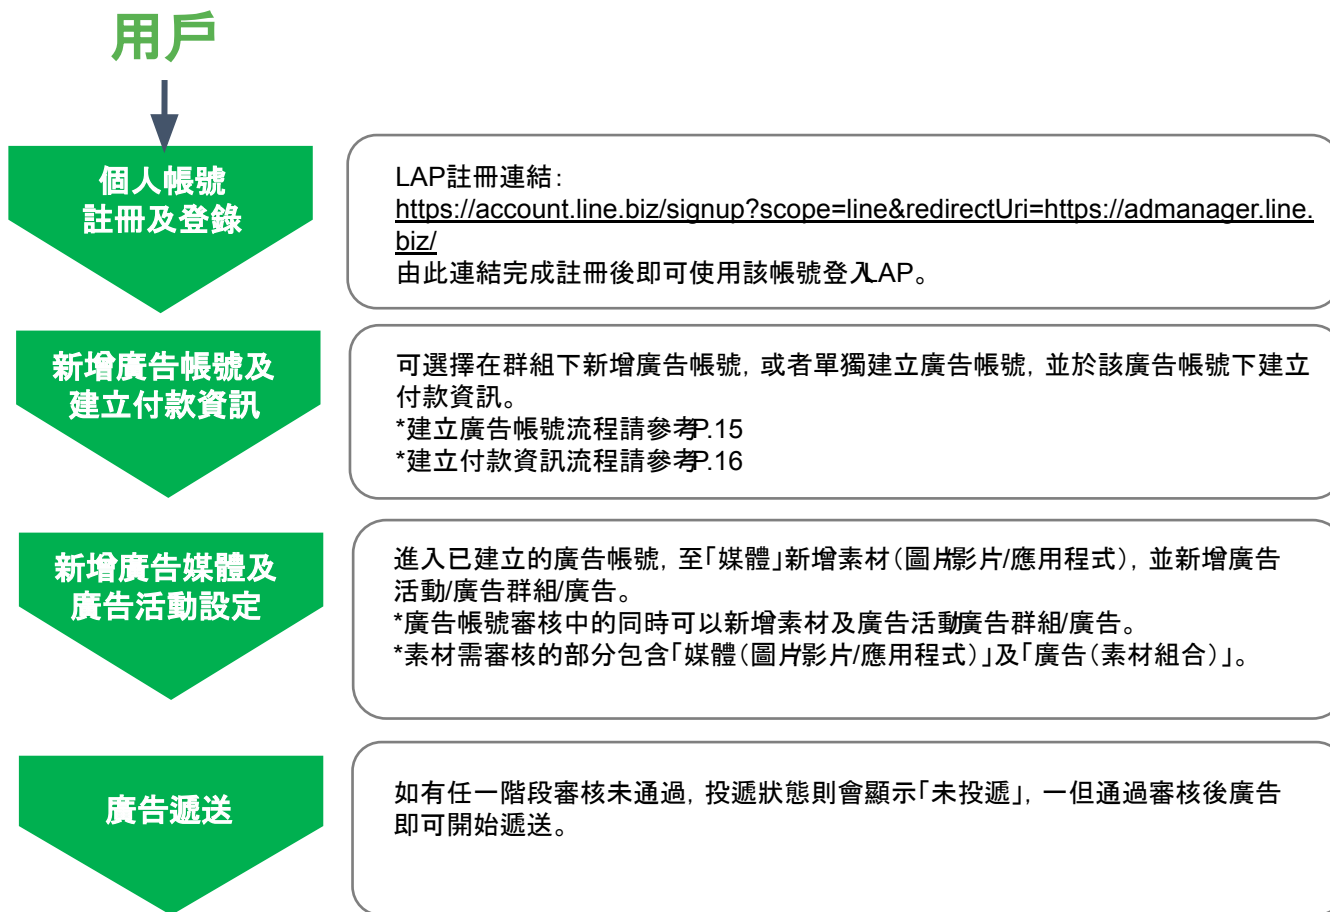 用戶
個人帳號
註冊及登錄
LAP註冊連結：
https://account.line.biz/signup?scope=line&redirectUri=https://admanager.line.
biz/
由此連結完成註冊後即可使用該帳號登入LAP。
新增廣告帳號及
建立付款資訊
可選擇在群組下新增廣告帳號，或者單獨建立廣告帳號，並於該廣告帳號下建立
付款資訊。
*建立廣告帳號流程請參考P.15
*建立付款資訊流程請參考P.16
新增廣告媒體及
廣告活動設定
進入已建立的廣告帳號，至「媒體」新增素材（圖片/影片/應用程式），並新增廣告
活動/廣告群組/廣告。
*廣告帳號審核中的同時可以新增素材及廣告活動/廣告群組/廣告。
*素材需審核的部分包含「媒體（圖片/影片/應用程式）」及「廣告（素材組合）」。
廣告遞送
如有任一階段審核未通過，投遞狀態則會顯示「未投遞」，一但通過審核後廣告
即可開始遞送。